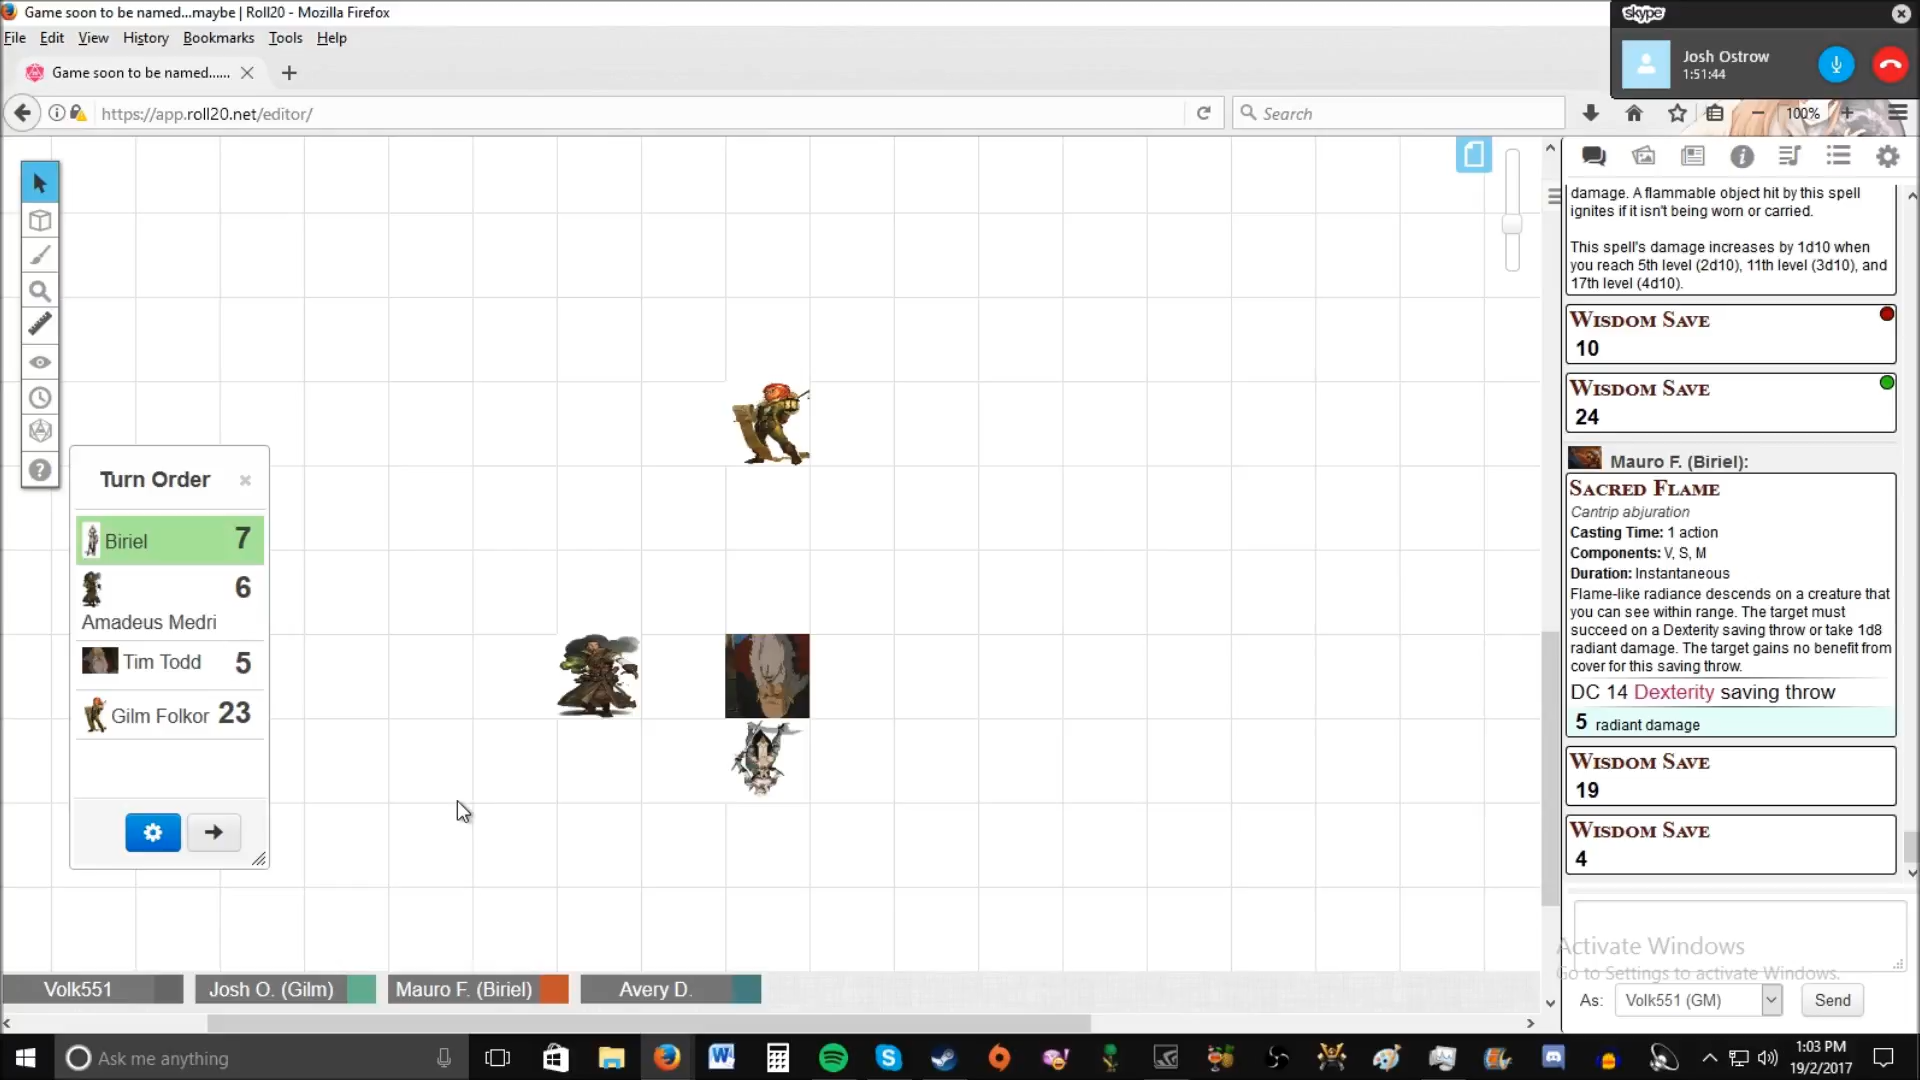 Game soon to be named...maybe | Roll20 - Mozilla Firefox
File Edit View History Bookmarks Tools Help
skype
Josh Ostrow
1:51:44
Game soon to be named......
https://app.roll20.net/editor/
Search
100%
damage. A flammable object hit by this spell
ignites if it isn't being worn or carried.
This spell's damage increases by 1d10 when
you reach 5th level (2d10), 11th level (3d10), and
17th level (4d10).
Wisdom Save
10
Wisdom Save
24
Mauro F. (Biriel):
Sacred Flame
Cantrip abjuration
Casting Time: 1 action
Components: V, S, M
Duration: Instantaneous
Flame-like radiance descends on a creature that
you can see within range. The target must
succeed on a Dexterity saving throw or take 1d8
radiant damage. The target gains no benefit from
cover for this saving throw.
DC 14 Dexterity saving throw
5 radiant damage
Wisdom Save
19
Wisdom Save
4
Turn Order
Biriel 7
Amadeus Medri 6
Tim Todd 5
Gilm Folkor 23
Activate Windows
Go to Settings to activate Windows.
As: Volk551 (GM) Send
Volk551 Josh O. (Gilm) Mauro F. (Biriel) Avery D.
Ask me anything
1:03 PM
19/2/2017